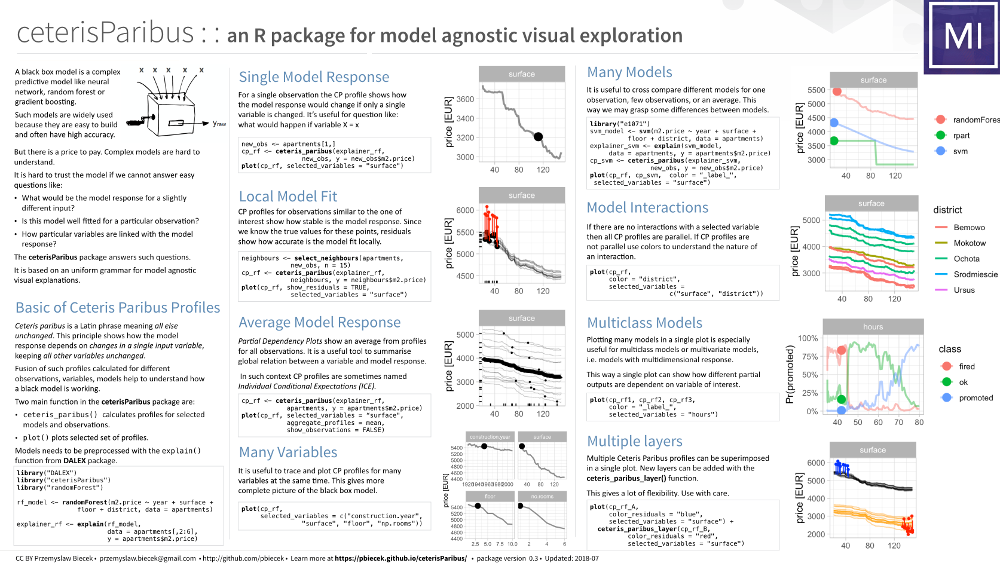 ceterisParibus : : an R package for model agnostic visual exploration
MI
A black box model is a complex
predictive model like neural
network, random forest or
gradient boosting.
Such models are widely used
because they are easy to build
and often have high accuracy.
X X X X
But there is a price to pay. Complex models are hard to
understand.
It is hard to trust the model if we cannot answer easy
questions like:
• What would be the model response for a slightly
different input?
• Is this model well fitted for a particular observation?
• How particular variables are linked with the model
response?
The ceterisParibus package answers such questions.
It is based on an uniform grammar for model agnostic
visual explanations.
Basic of Ceteris Paribus Profiles
Ceteris paribus is a Latin phrase meaning all else
unchanged. This principle shows how the model
response depends on changes in a single input variable,
keeping all other variables unchanged.
Fusion of profiles calculated for different
observations, variables, models help to understand how
a black model is working.
Two main function in the ceterisParibus package are:
• ceteris_paribus() calculates profiles for selected
models and observations.
• plot() plots selected set of profiles.
Models needs to be preprocessed with the explain()
function from DALEX package.
library("DALEX")
library("ceterisParibus")
library("randomForest")
rf_model <- randomForest(m2.price ~ year + surface +
floor + district, data = apartments)
explainer_rf <- explain(rf_model,
data = apartments[,2:6],
y = apartments$m2.price)
Single Model Response
For a single observation the CP profile shows how
the model response would change if only a single
variable is changed. It's useful for question like:
what would happen if variable X = x
new_obs <- apartments[1,]
cp_rf <- ceteris_paribus(explainer_rf,
new_obs, y = new_obs$m2.price)
plot(cp_rf, selected_variables = "surface")
surface
price [EUR]
3600
3300
3000
40 80 120
Local Model Fit
CP profiles for observations similar to the one of
interest show how stable is the model response. Since
we know the true values for these points, residuals
show how accurate is the model fit locally.
neighbours <- select_neighbours(apartments,
new_obs, n = 15)
cp_rf <- ceteris_paribus(explainer_rf,
neighbours, y = neighbours$m2.price)
plot(cp_rf, show_residuals = TRUE,
selected_variables = "surface")
surface
price [EUR]
6000
5500
5000
4500
40 80 120
Average Model Response
Partial Dependency Plots show an average from profiles
for all observations. It is a useful tool to summarise
global relation between a variable and model response.
In such context CP profiles are sometimes named
Individual Conditional Expectations (ICE).
cp_rf <- ceteris_paribus(explainer_rf,
apartments, y = apartments$m2.price)
plot(cp_rf, selected_variables = "surface",
aggregate_profiles = mean,
show_observations = FALSE)
surface
price [EUR]
5000
4000
3000
2000
40 80 120
Many Variables
It is useful to trace and plot CP profiles for many
variables at the same time. This gives more
complete picture of the black box model.
plot(cp_rf,
selected_variables = c("construction.year",
"surface", "floor", "np.rooms"))
construction.year surface
floor no.rooms
price [EUR]
5400
5200
5000
4800
4600
4400
40 80 120
2.5 5.0 7.5 10.0
2 4 6
Many Models
It is useful to cross compare different models for one
observation, few observations, or an average. This
way we may grasp some differences between models.
library("e1071")
svm_model <- svm(m2.price ~ year + surface +
floor + district, data = apartments)
explainer_svm <- explain(svm_model,
data = apartments, y = apartments$m2.price)
cp_svm <- ceteris_paribus(explainer_svm,
new_obs, y = new_obs$m2.price)
plot(cp_rf, cp_svm, color = "_label_",
selected_variables = "surface")
surface
price [EUR]
5500
5000
4500
4000
3500
3000
40 80 120
randomFores
rpart
svm
Model Interactions
If there are no interactions with a selected variable
then all CP profiles are parallel. If CP profiles are
not parallel use colors to understand the nature of
an interaction.
plot(cp_rf,
color = "district",
selected_variables =
c("surface", "district"))
surface
price [EUR]
5000
4000
3000
40 80 120
district
Bemowo
Mokotow
Ochota
Srodmiescie
Ursus
Multiclass Models
Plotting many models in a single plot is especially
useful for multiclass models or multivariate models,
i.e. models with multidimensional response.
This way a single plot can show how different partial
outputs are dependent on variable of interest.
plot(cp_rf1, cp_rf2, cp_rf3,
color = "_label_",
selected_variables = "hours")
hours
Pr(promoted)
100%
75%
50%
25%
0%
40 50 60 70 80
class
fired
ok
promoted
Multiple layers
Multiple Ceteris Paribus profiles can be superimposed
in a single plot. New layers can be added with the
ceteris_paribus_layer() function.
This gives a lot of flexibility. Use with care.
plot(cp_rf_A,
color_residuals = "blue",
selected_variables = "surface") +
ceteris_paribus_layer(cp_rf_B,
color_residuals = "red",
selected_variables = "surface")
surface
price [EUR]
6000
5000
4000
3000
2000
40 80 120
CC BY Przemyslaw Biecek • przemyslaw.biecek@gmail.com • http://github.com/pbiecek • Learn more at https://pbiecek.github.io/ceterisParibus/ • package version 0.3 • Updated: 2018-07